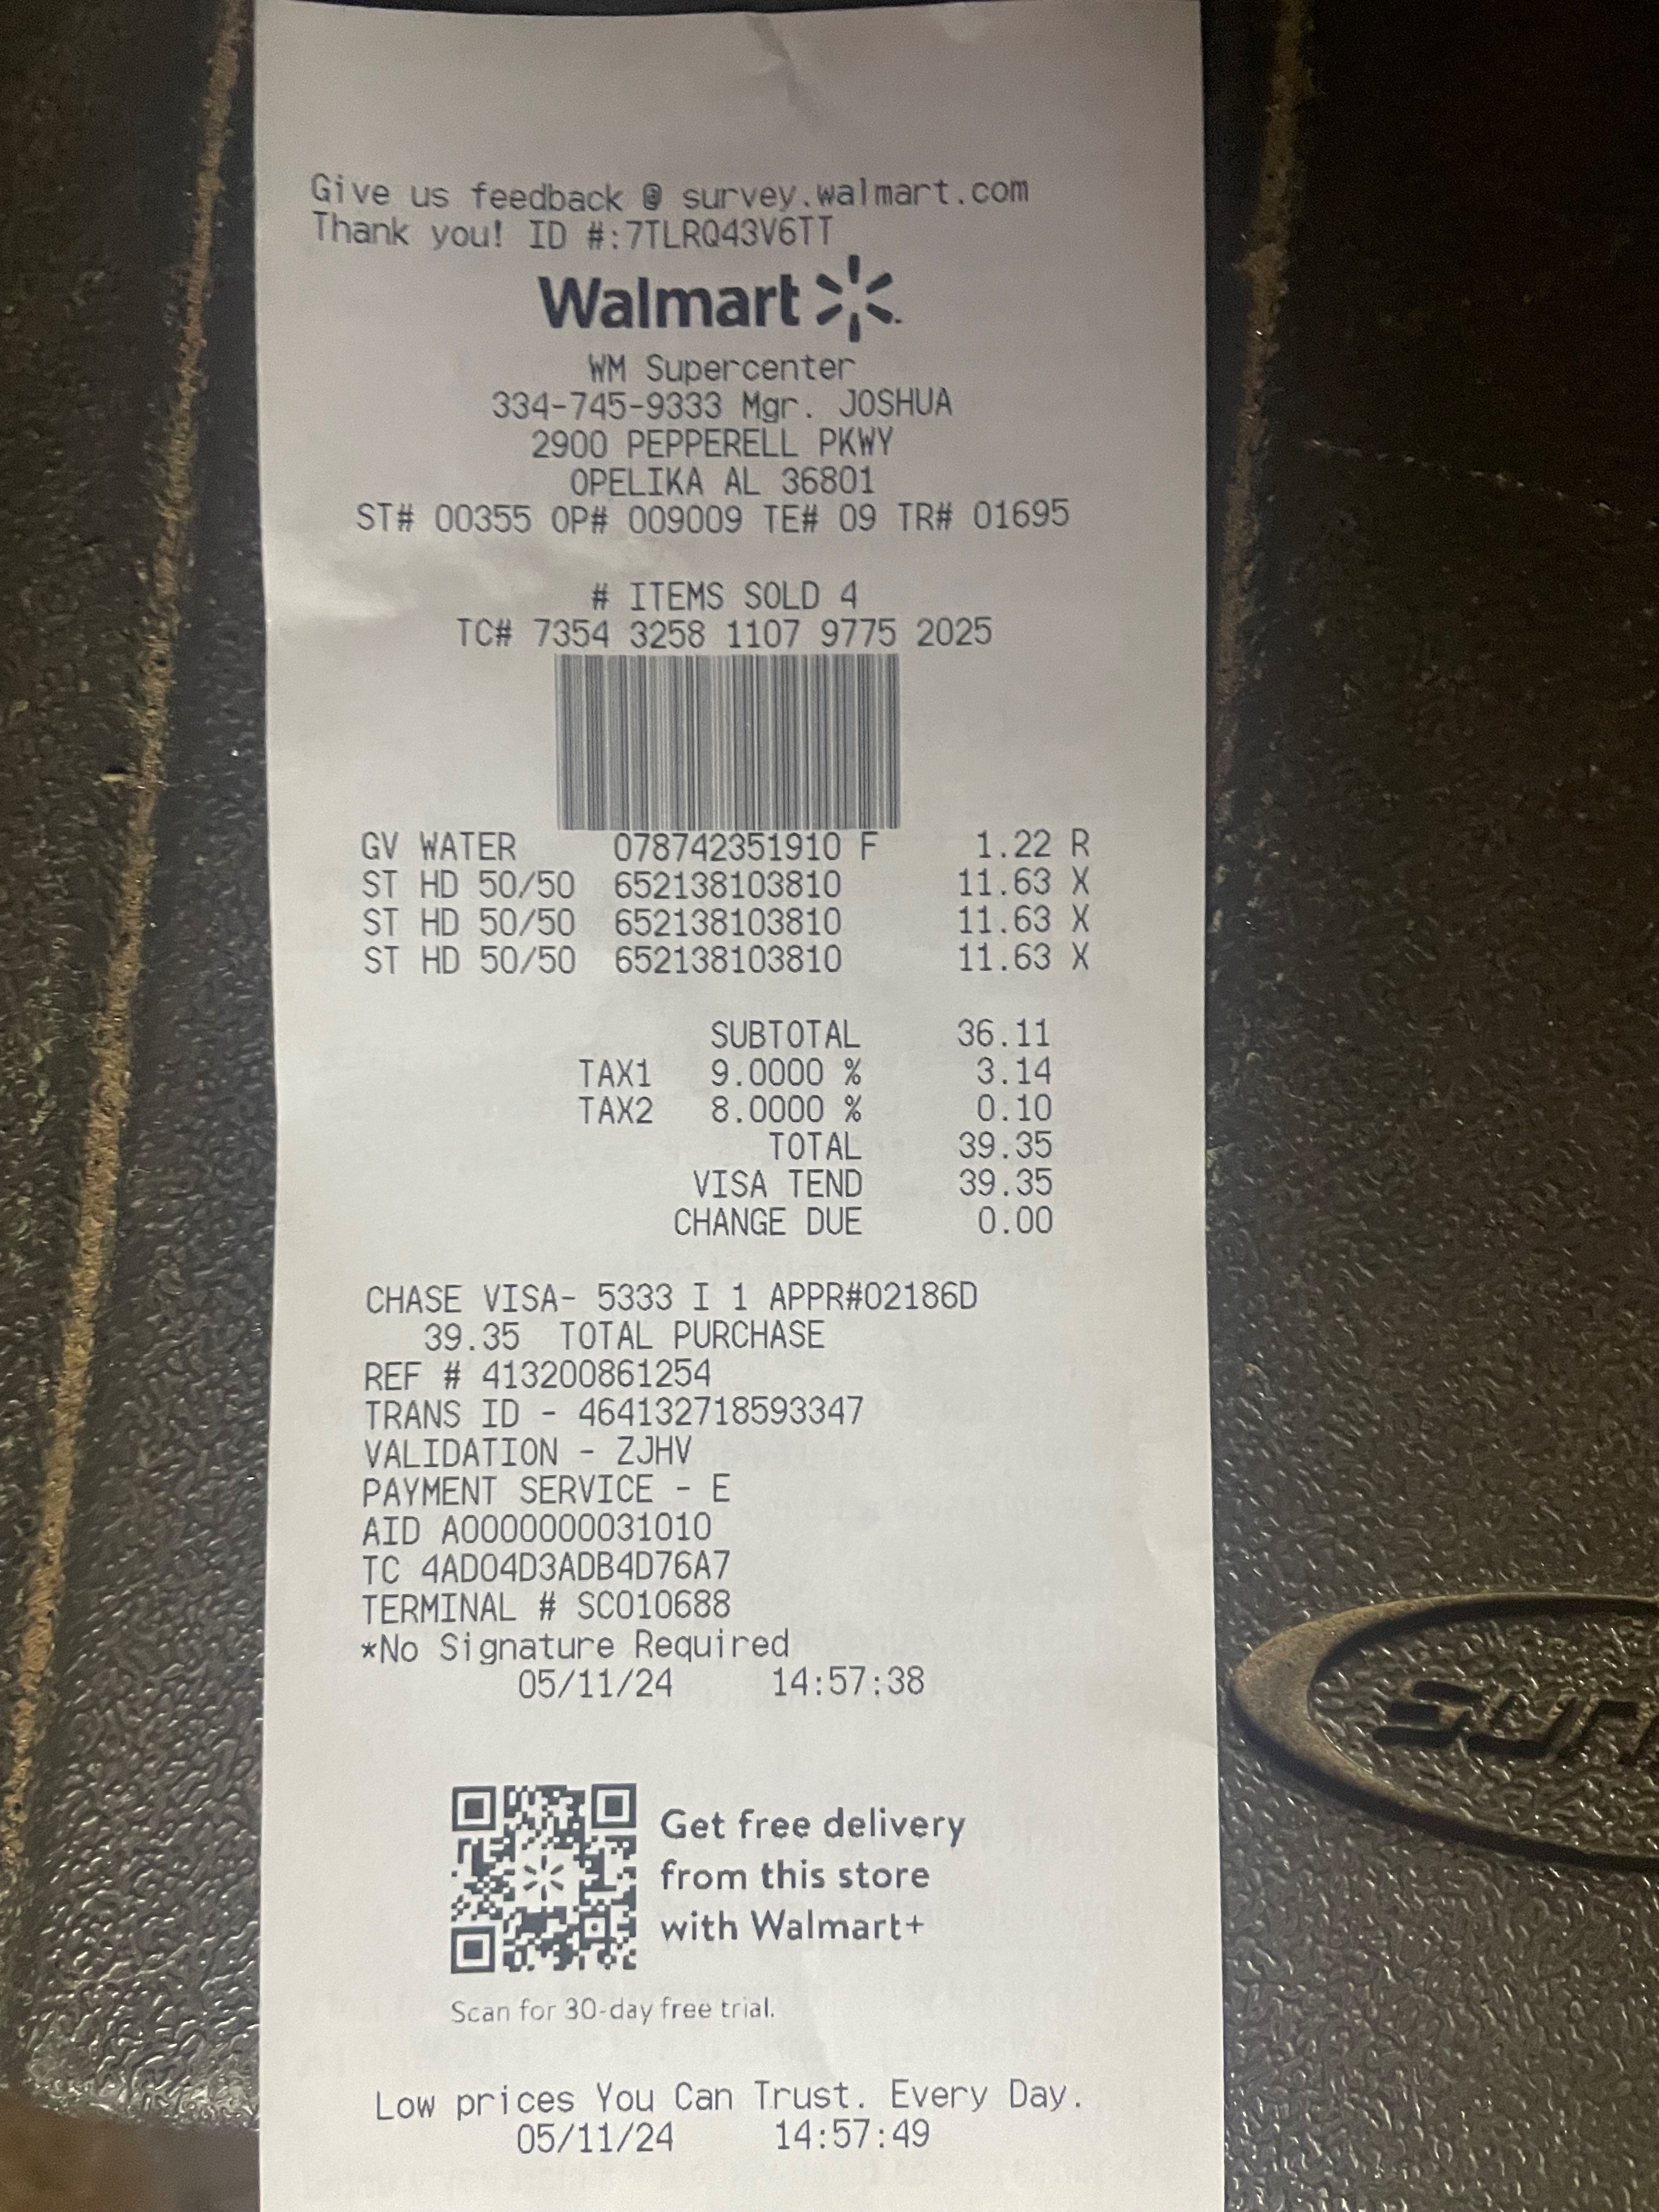 Give us feedback @ survey.walmart.com
Thank you! ID #:7TLRQ43V6TT
Walmart
WM Supercenter
334-745-9333 Mgr. JOSHUA
2900 PEPPERELL PKWY
OPELIKA AL 36801
ST# 00355 OP# 009009 TE# 09 TR# 01695
# ITEMS SOLD 4
TC# 7354 3258 1107 9775 2025
GV WATER 078742351910 F 1.22 R
ST HD 50/50 652138103810 11.63 X
ST HD 50/50 652138103810 11.63 X
ST HD 50/50 652138103810 11.63 X
SUBTOTAL 36.11
TAX1 9.0000 % 3.14
TAX2 8.0000 % 0.10
TOTAL 39.35
VISA TEND 39.35
CHANGE DUE 0.00
CHASE VISA- 5333 I 1 APPR#02186D
39.35 TOTAL PURCHASE
REF # 413200861254
TRANS ID - 464132718593347
VALIDATION - ZJHV
PAYMENT SERVICE - E
AID A0000000031010
TC 4AD04D3ADB4D76A7
TERMINAL # SC010688
*No Signature Required
05/11/24 14:57:38
Get free delivery
from this store
with Walmart+
Scan for 30-day free trial.
Low prices You Can Trust. Every Day.
05/11/24 14:57:49